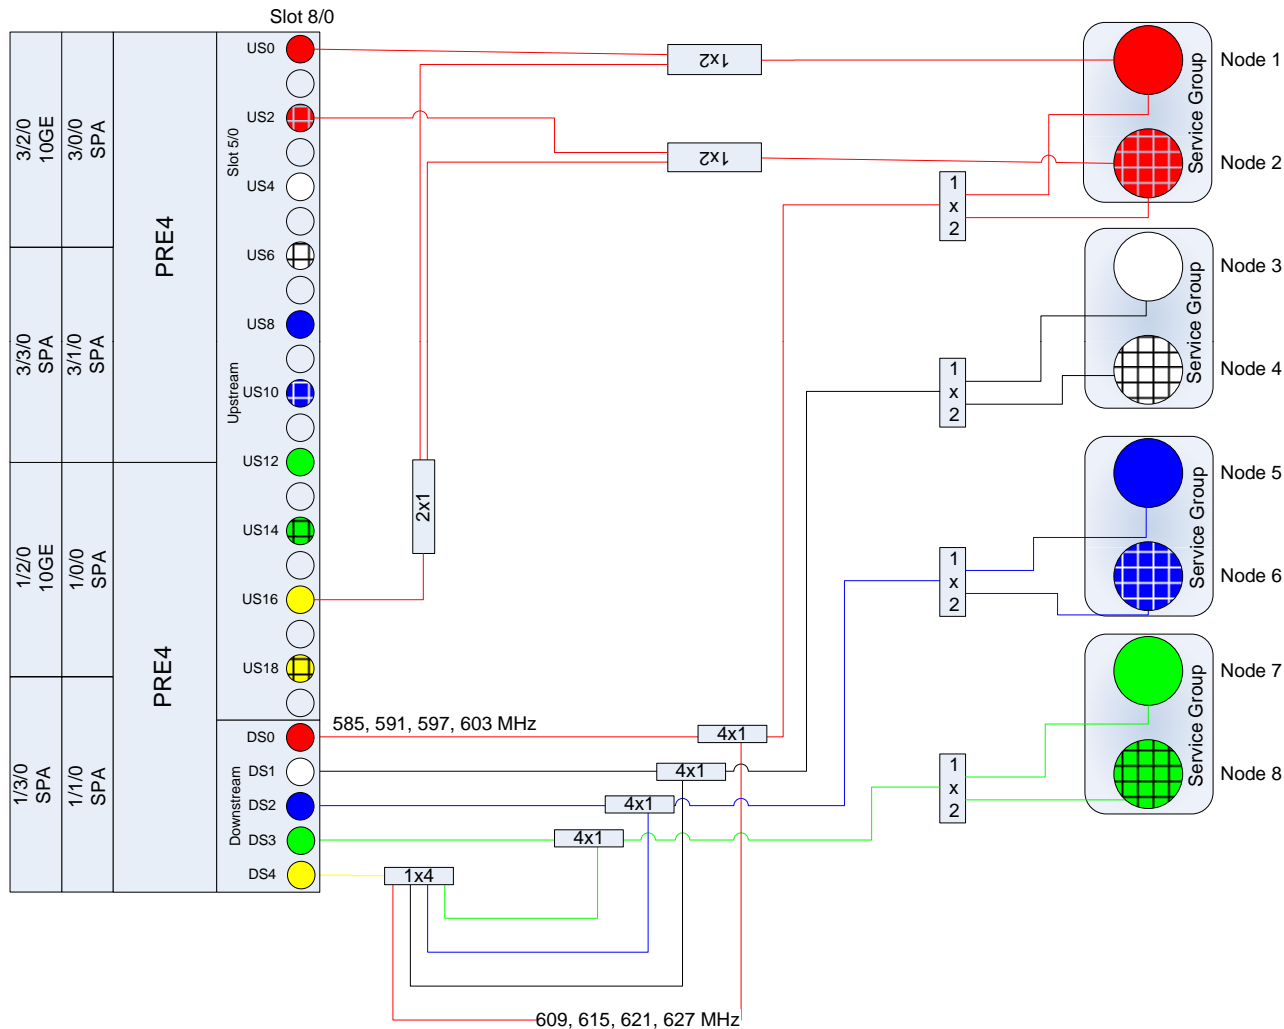 Slot 8/0
3/2/0
10GE
3/0/0
SPA
3/3/0
SPA
3/1/0
SPA
PRE4
1/2/0
10GE
1/0/0
SPA
1/3/0
SPA
1/1/0
SPA
PRE4
Slot 5/0
Upstream
Downstream
US0
US2
US4
US6
US8
US10
US12
US14
US16
US18
DS0
DS1
DS2
DS3
DS4
1x2
1x2
2x1
585, 591, 597, 603 MHz
4x1
4x1
4x1
4x1
1x4
609, 615, 621, 627 MHz
1
x
2
1
x
2
1
x
2
1
x
2
Service Group
Node 1
Node 2
Service Group
Node 3
Node 4
Service Group
Node 5
Node 6
Service Group
Node 7
Node 8